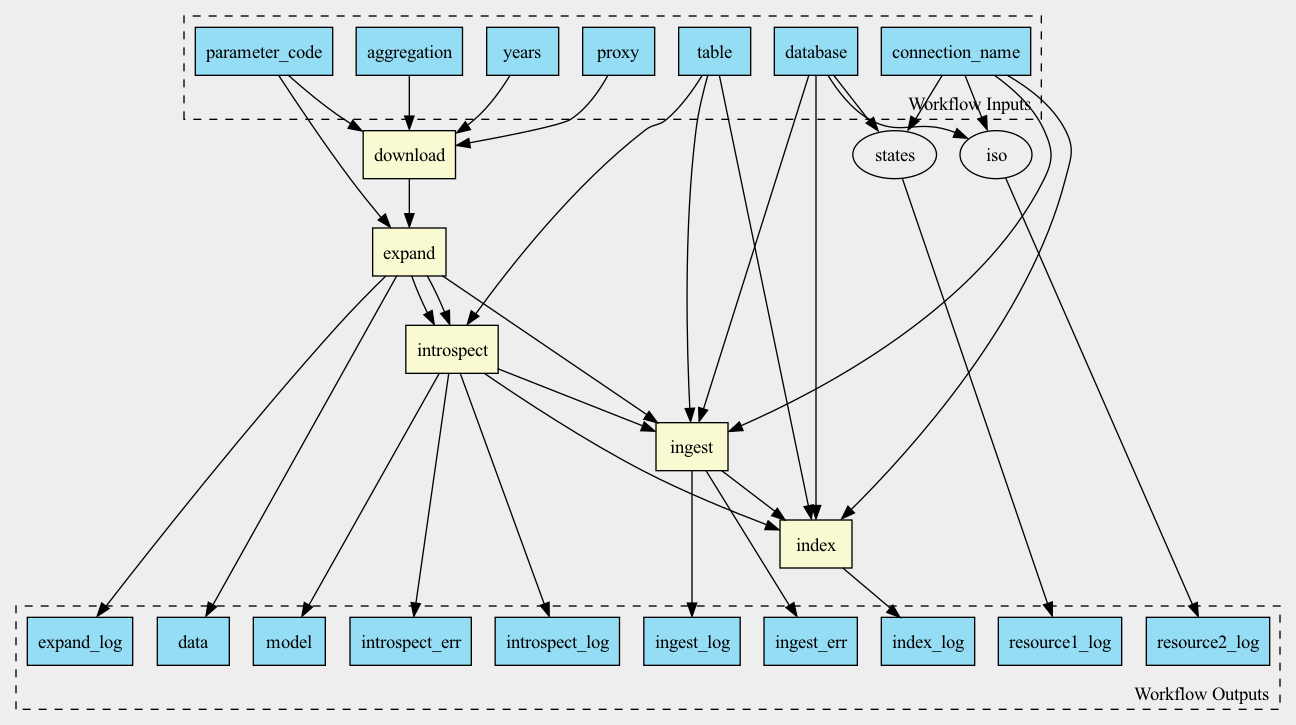 parameter_code
aggregation
years
proxy
table
database
connection_name
Workflow Inputs
download
states
iso
expand
introspect
ingest
index
expand_log
data
model
introspect_err
introspect_log
ingest_log
ingest_err
index_log
resource1_log
resource2_log
Workflow Outputs